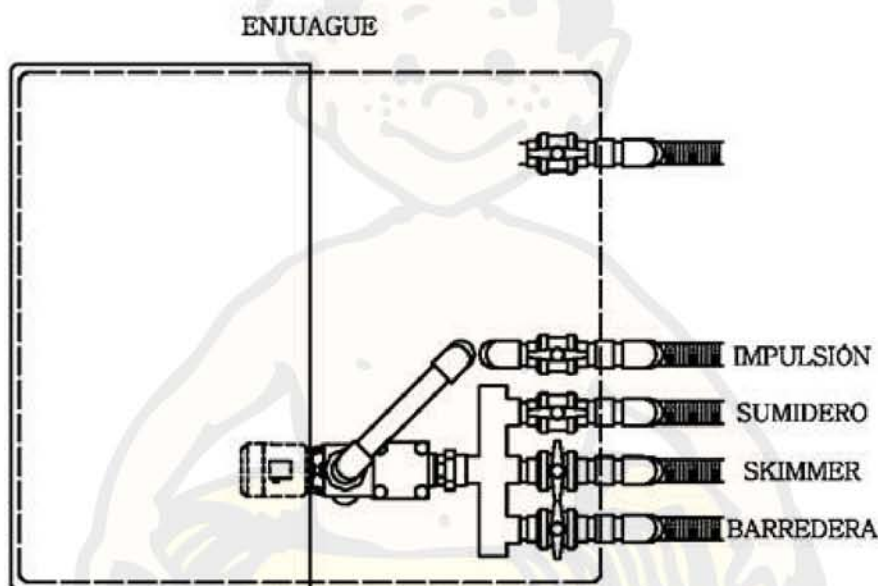 ENJUAGUE
IMPULSIÓN
SUMIDERO
SKIMMER
BARREDERA